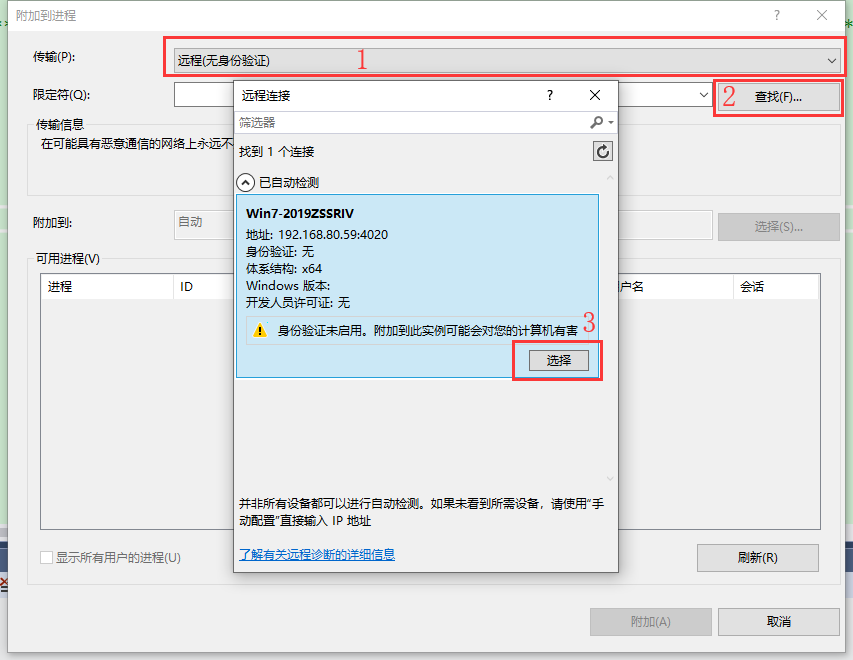 附加到进程
传输(P):
远程(无身份验证)
1
限定符(Q):
2
查找(F)...
传输信息
在可能具有恶意通信的网络上永远不
附加到:
自动
选择(S)...
可用进程(V)
进程
ID
户名
会话
远程连接
筛选器
找到 1 个连接
已自动检测
Win7-2019ZSSRIV
地址: 192.168.80.59:4020
身份验证: 无
体系结构: x64
Windows 版本:
开发人员许可证: 无
身份验证未启用。附加到此实例可能会对您的计算机有害
3
选择
并非所有设备都可以进行自动检测。如果未看到所需设备，请使用“手
动配置”直接输入 IP 地址
了解有关远程诊断的详细信息
显示所有用户的进程(U)
刷新(R)
附加(A)
取消